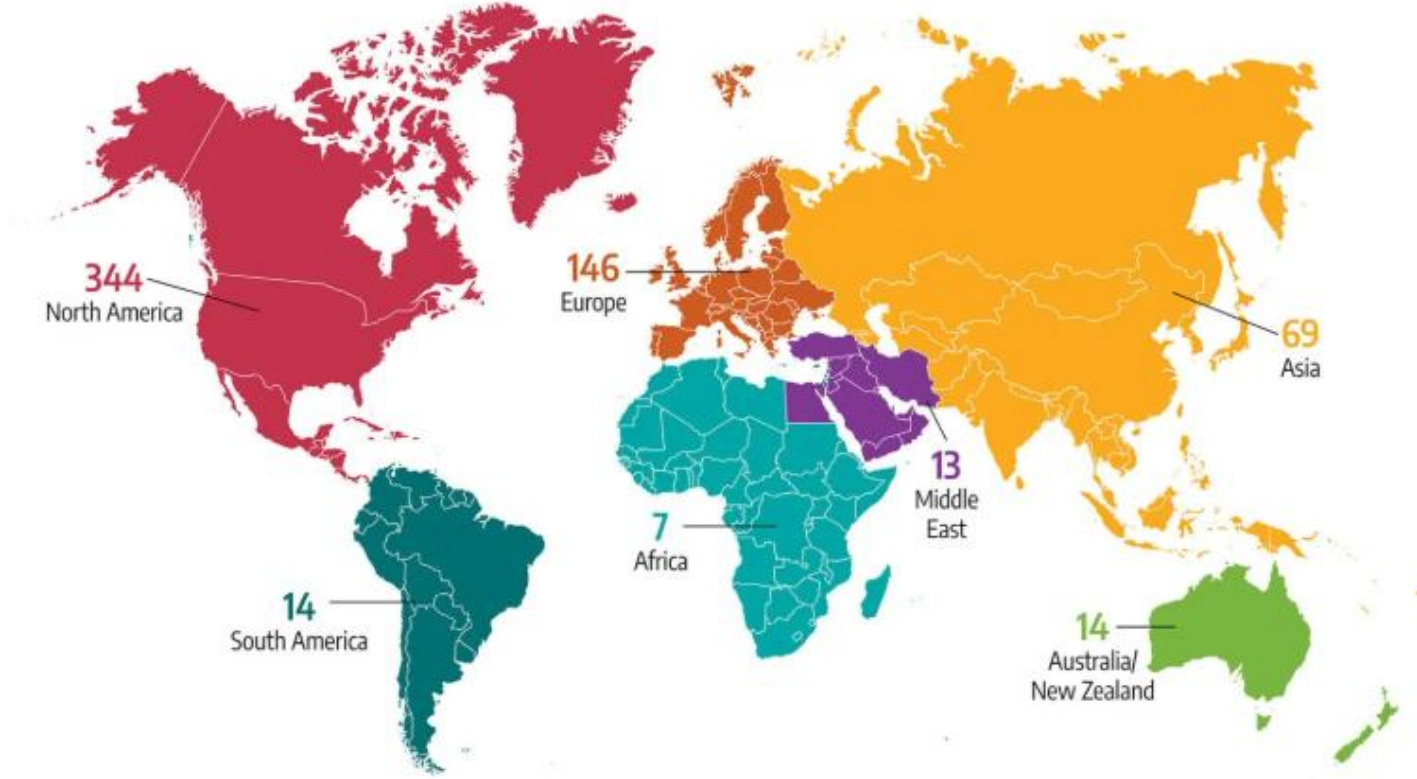 344
North America
146
Europe
69
Asia
13
Middle
East
7
Africa
14
South America
14
Australia/
New Zealand